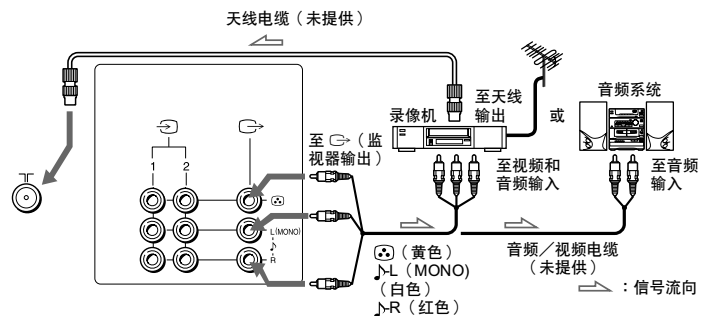 天线电缆（未提供）
录像机
至天线
输出
或
音频系统
至 （监
视器输出）
1 2
L(MONO)
R
至视频和
音频输入
至音频
输入
（黄色）
L（MONO)
（白色）
R（红色）
音频／视频电缆
（未提供）
：信号流向